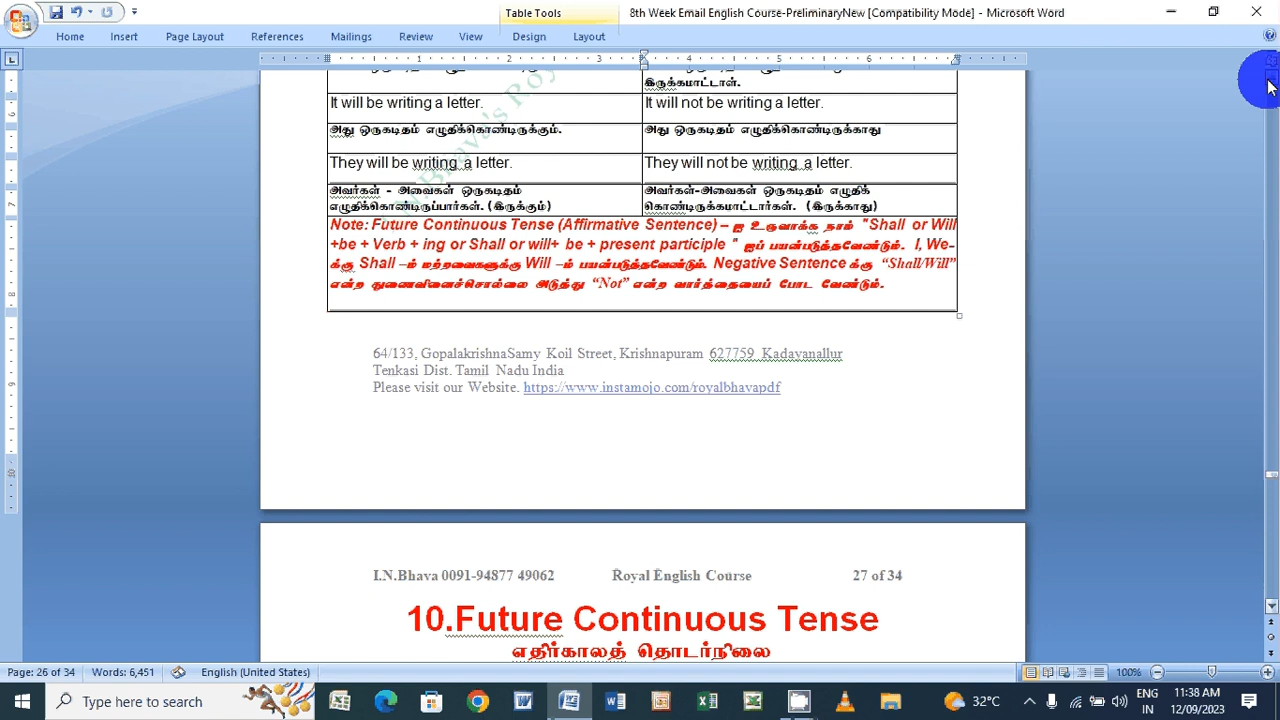 Table Tools
8th Week Email English Course-PreliminaryNew [Compatibility Mode] - Microsoft Word
Home Insert Page Layout References Mailings Review View Design Layout
இருக்கமாட்டாள்.
It will be writing a letter. It will not be writing a letter.
அது ஒருகடிதம் எழுதிக்கொண்டிருக்கும். அது ஒருகடிதம் எழுதிக்கொண்டிருக்காது
They will be writing a letter. They will not be writing a letter.
அவர்கள் - அவைகள் ஒருகடிதம் எழுதிக்கொண்டிருப்பார்கள். (இருக்கும்)
அவர்கள்-அவைகள் ஒருகடிதம் எழுதிக் கொண்டிருக்கமாட்டார்கள். (இருக்காது)
Note: Future Continuous Tense (Affirmative Sentence) – ஐ உருவாக்க நாம் "Shall or Will
+be + Verb + ing or Shall or will+ be + present participle " ஐப் பயன்படுத்தவேண்டும். I, We-
க்கு Shall –ம் மற்றவைகளுக்கு Will –ம் பயன்படுத்தவேண்டும். Negative Sentence க்கு “Shall/Will”
என்ற துணைவினைச்சொல்லை அடுத்து “Not” என்ற வார்த்தையைப் போட வேண்டும்.
64/133, GopalakrishnaSamy Koil Street, Krishnapuram 627759 Kadayanallur
Tenkasi Dist. Tamil Nadu India
Please visit our Website. https://www.instamojo.com/royalbhavapdf
I.N.Bhava 0091-94877 49062 Royal English Course 27 of 34
10.Future Continuous Tense
எதிர்காலத் தொடர்நிலை
Page: 26 of 34 Words: 6,451 English (United States) 100%
Type here to search 32°C ENG IN 11:38 AM 12/09/2023